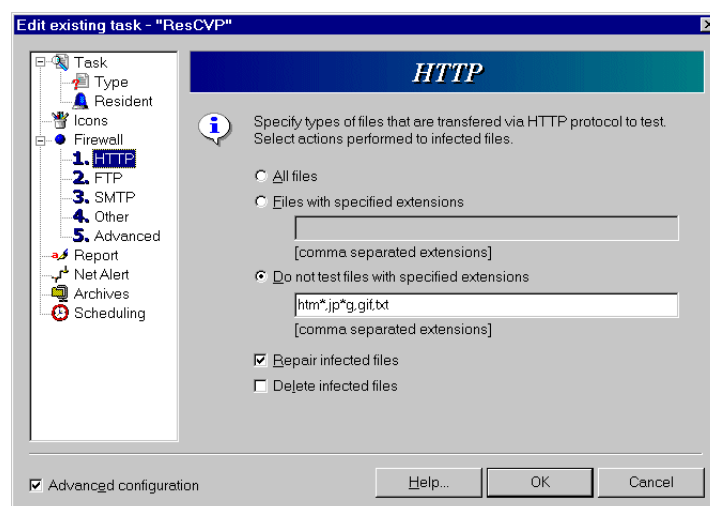 Edit existing task - "ResCVP"
Task
Type
Resident
Icons
Firewall
1. HTTP
2. FTP
3. SMTP
4. Other
5. Advanced
Report
Net Alert
Archives
Scheduling
HTTP
Specify types of files that are transfered via HTTP protocol to test.
Select actions performed to infected files.
All files
Files with specified extensions
[comma separated extensions]
Do not test files with specified extensions
htm*,jp*g,gif,txt
[comma separated extensions]
Repair infected files
Delete infected files
Advanced configuration
Help...
OK
Cancel